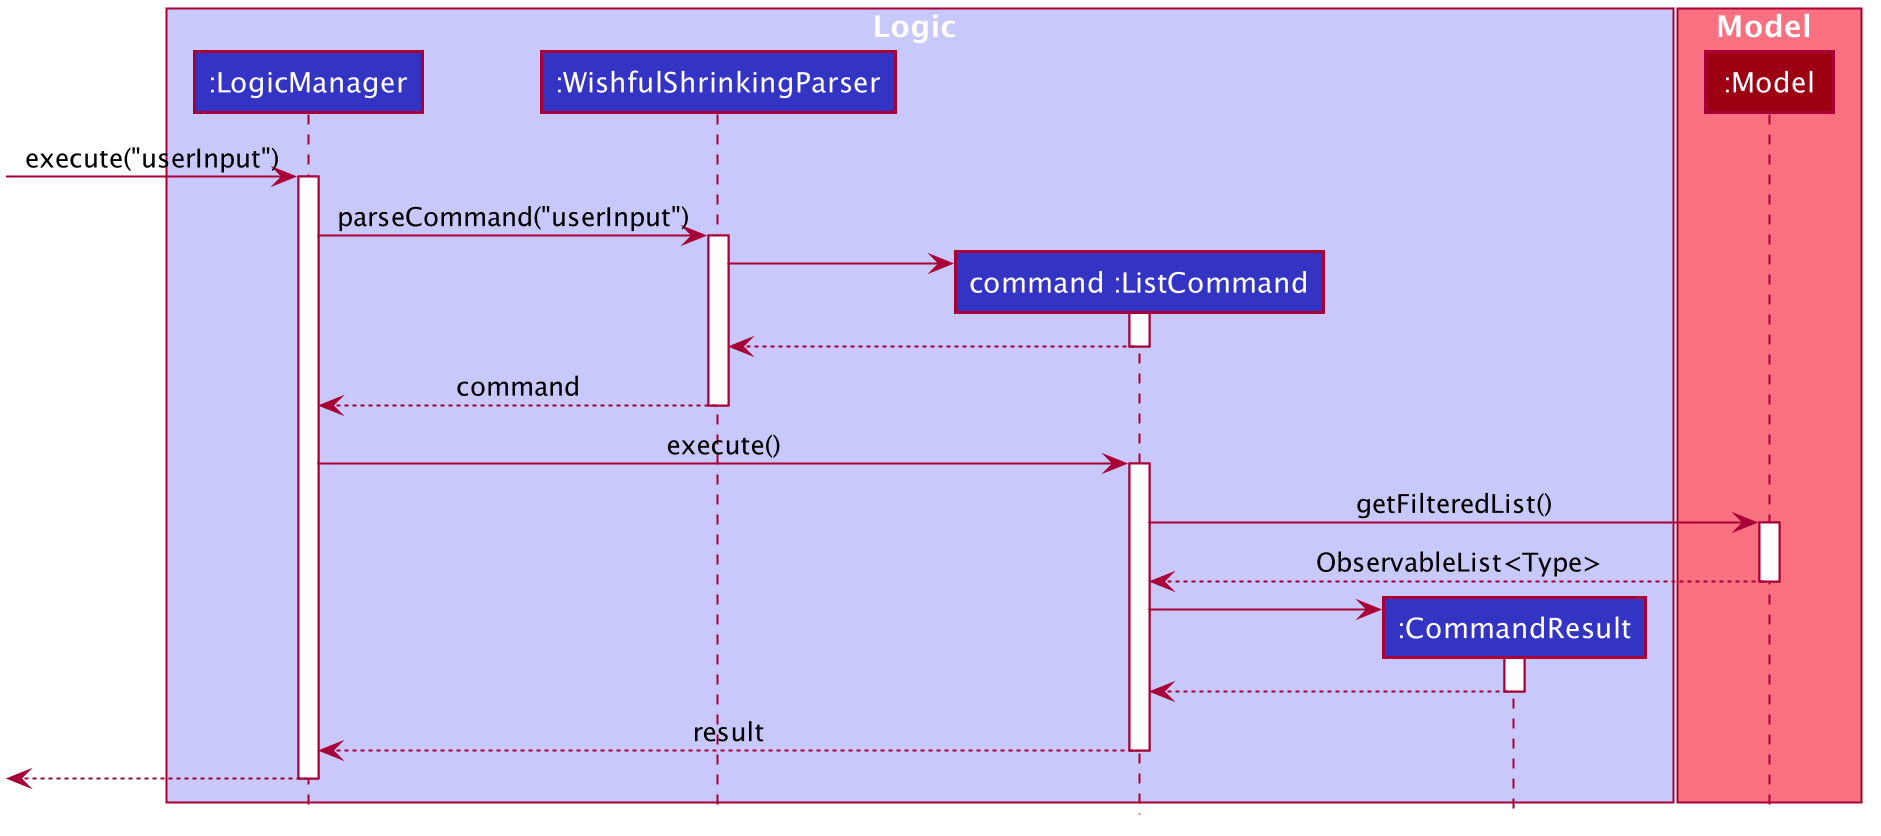 Logic
Model
:LogicManager
:WishfulShrinkingParser
:Model
execute("userInput")
parseCommand("userInput")
command :ListCommand
command
execute()
getFilteredList()
ObservableList<Type>
:CommandResult
result